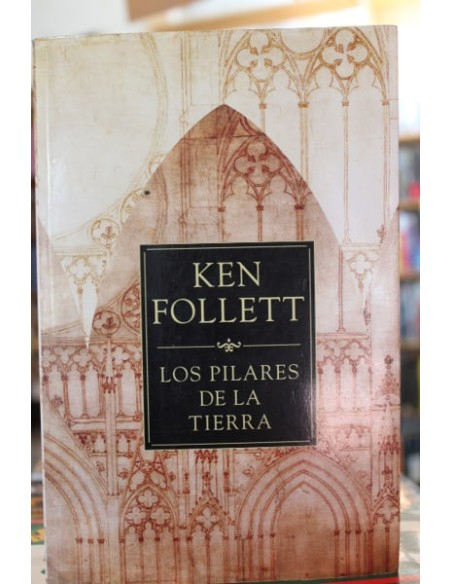 KEN
FOLLETT
LOS PILARES
DE LA
TIERRA